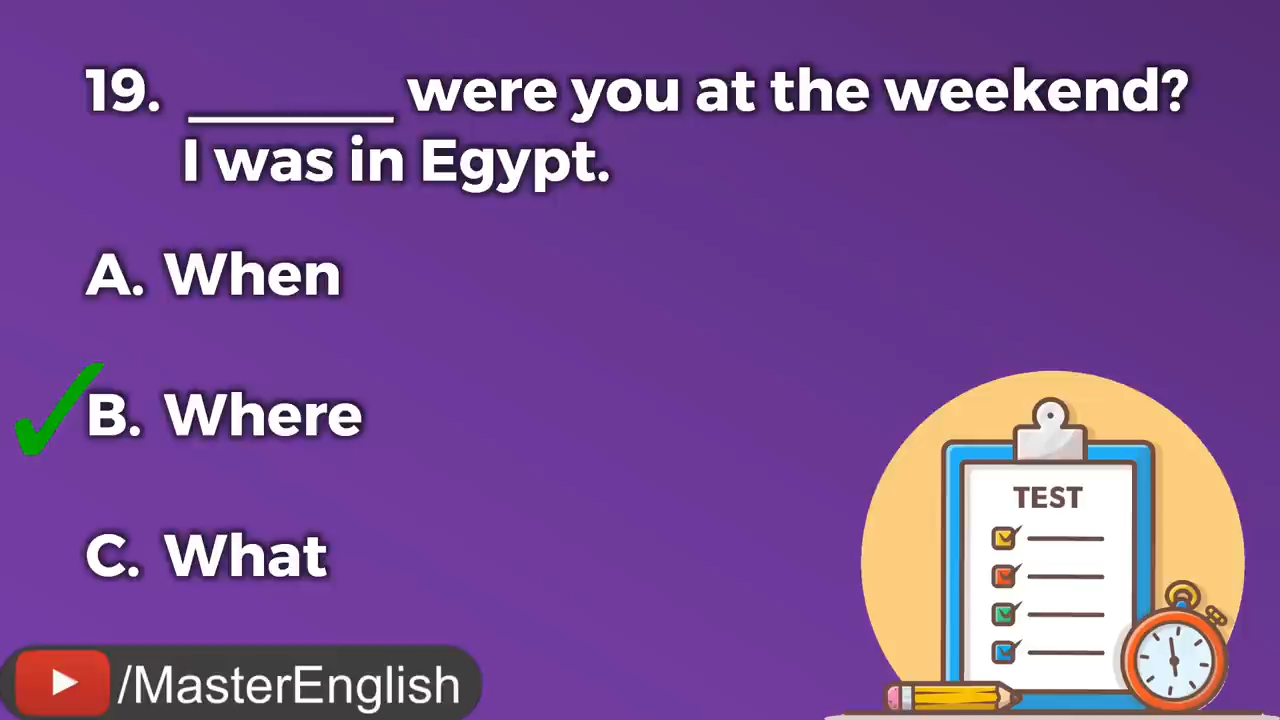 19. _______ were you at the weekend?
I was in Egypt.
A. When
B. Where
C. What
TEST
/MasterEnglish